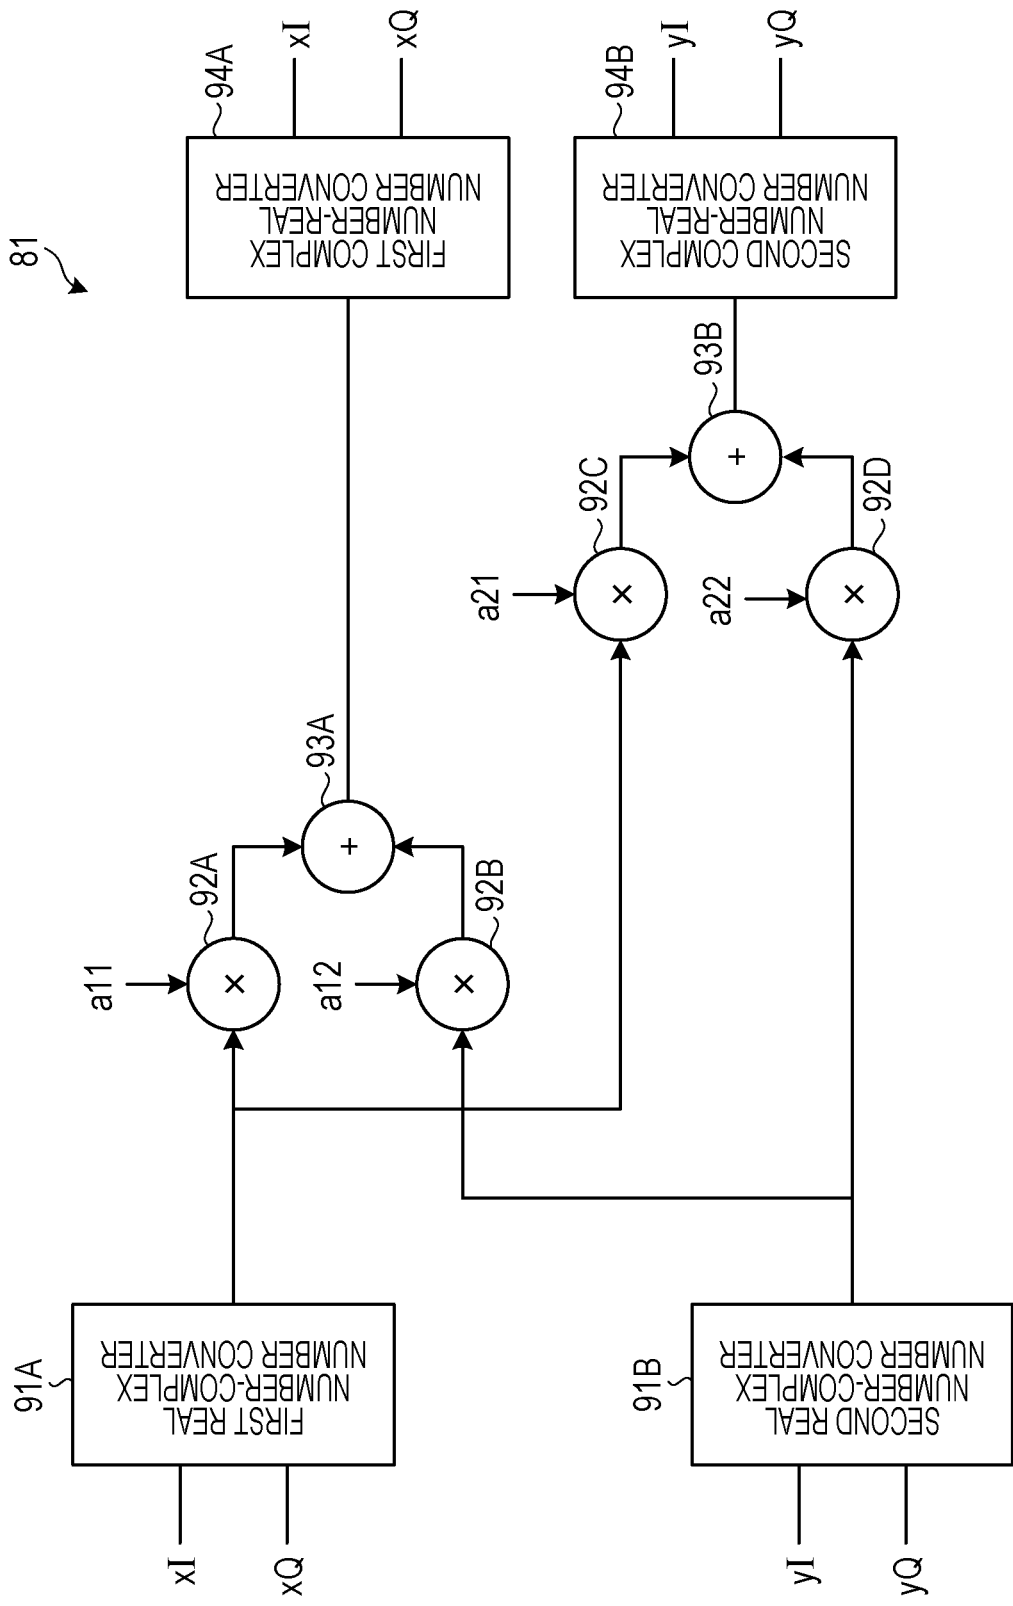 81
xI
xQ
91A
FIRST REAL
NUMBER-COMPLEX
NUMBER CONVERTER
yI
yQ
91B
SECOND REAL
NUMBER-COMPLEX
NUMBER CONVERTER
a11
×
92A
a12
×
92B
+
93A
a21
×
92C
a22
×
92D
+
93B
94A
FIRST COMPLEX
NUMBER-REAL
NUMBER CONVERTER
xI
xQ
94B
SECOND COMPLEX
NUMBER-REAL
NUMBER CONVERTER
yI
yQ